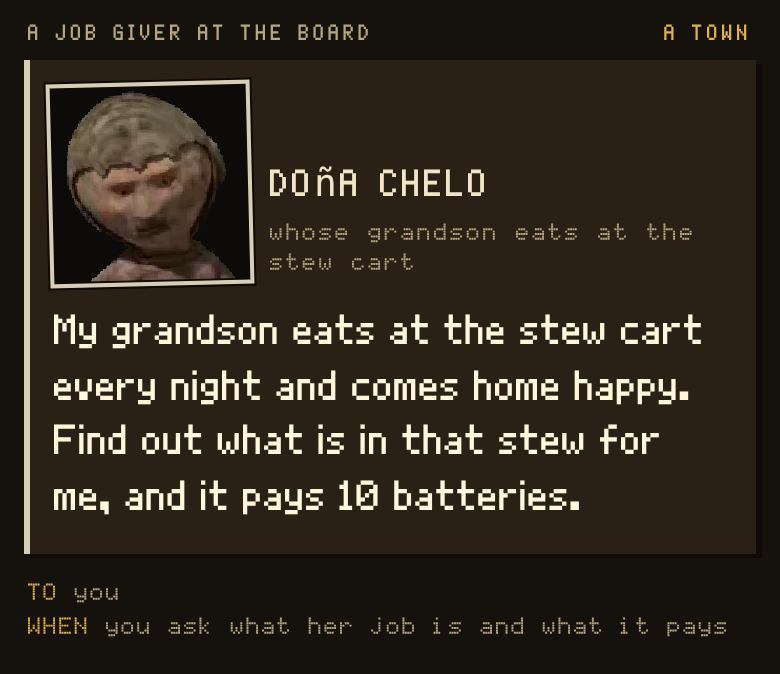 A JOB GIVER AT THE BOARD
A TOWN
DOñA CHELO
whose grandson eats at the
stew cart
My grandson eats at the stew cart
every night and comes home happy.
Find out what is in that stew for
me, and it pays 10 batteries.
TO you
WHEN you ask what her job is and what it pays